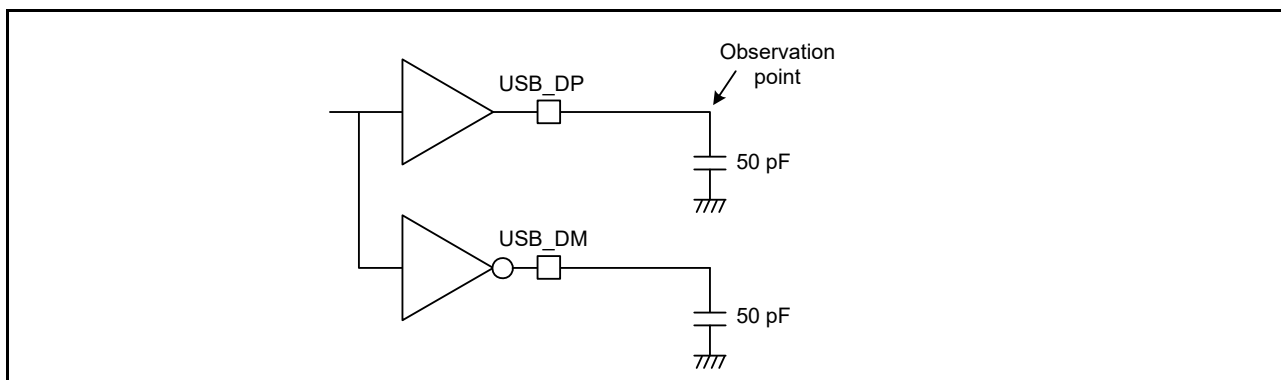 Observation
point
USB_DP
50 pF
USB_DM
50 pF